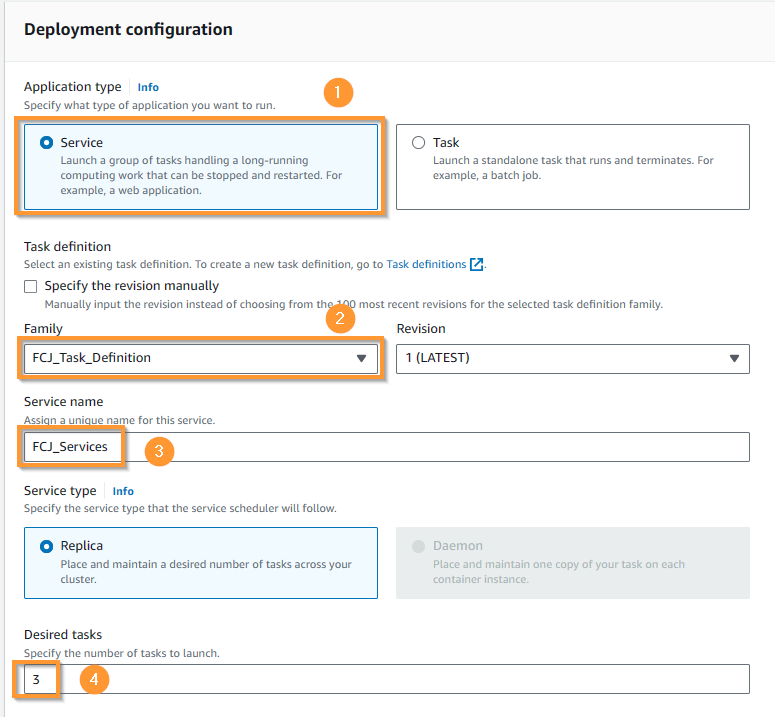 Deployment configuration
Application type Info
1
Specify what type of application you want to run.
Service
Launch a group of tasks handling a long-running
computing work that can be stopped and restarted. For
example, a web application.
Task
Launch a standalone task that runs and terminates. For
example, a batch job.
Task definition
Select an existing task definition. To create a new task definition, go to Task definitions.
Specify the revision manually
Manually input the revision instead of choosing from the 100 most recent revisions for the selected task definition family.
2
Family
FCJ_Task_Definition
Revision
1 (LATEST)
Service name
Assign a unique name for this service.
FCJ_Services
3
Service type Info
Specify the service type that the service scheduler will follow.
Replica
Place and maintain a desired number of tasks across your
cluster.
Daemon
Place and maintain one copy of your task on each
container instance.
Desired tasks
Specify the number of tasks to launch.
3
4